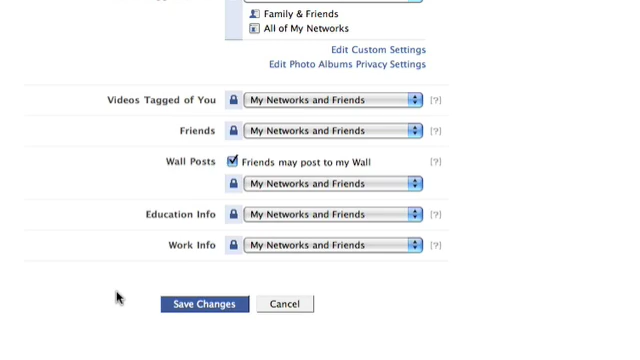 Family & Friends
All of My Networks
Edit Custom Settings
Edit Photo Albums Privacy Settings
Videos Tagged of You My Networks and Friends [?]
Friends My Networks and Friends [?]
Wall Posts Friends may post to my Wall [?]
My Networks and Friends
Education Info My Networks and Friends [?]
Work Info My Networks and Friends [?]
Save Changes Cancel